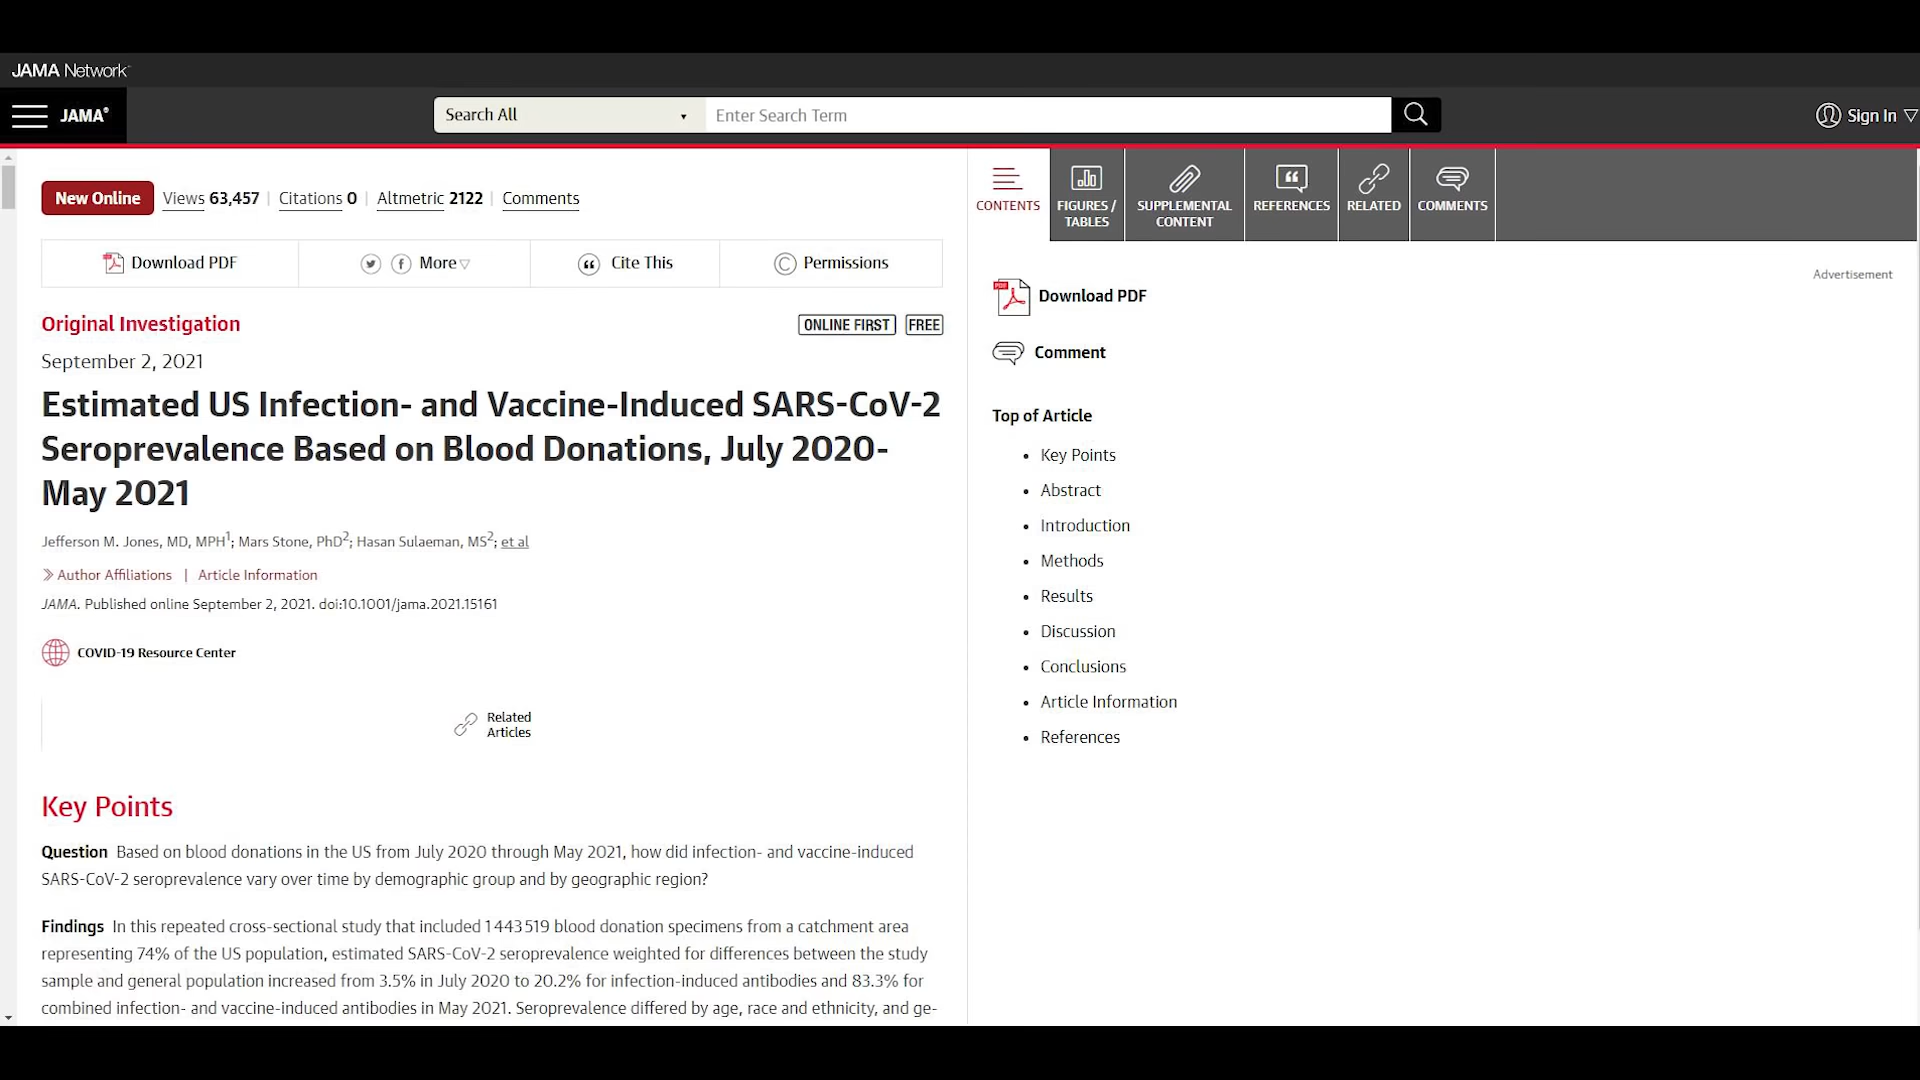 JAMA Network™
JAMA®
Search All
Enter Search Term
Sign In
New Online
Views 63,457 | Citations 0 | Altmetric 2122 | Comments
Download PDF
More
Cite This
Permissions
Original Investigation
ONLINE FIRST
FREE
September 2, 2021
Estimated US Infection- and Vaccine-Induced SARS-CoV-2
Seroprevalence Based on Blood Donations, July 2020-
May 2021
Jefferson M. Jones, MD, MPH1; Mars Stone, PhD2; Hasan Sulaeman, MS2; et al
Author Affiliations | Article Information
JAMA. Published online September 2, 2021. doi:10.1001/jama.2021.15161
COVID-19 Resource Center
Related
Articles
Key Points
Question Based on blood donations in the US from July 2020 through May 2021, how did infection- and vaccine-induced
SARS-CoV-2 seroprevalence vary over time by demographic group and by geographic region?
Findings In this repeated cross-sectional study that included 1 443 519 blood donation specimens from a catchment area
representing 74% of the US population, estimated SARS-CoV-2 seroprevalence weighted for differences between the study
sample and general population increased from 3.5% in July 2020 to 20.2% for infection-induced antibodies and 83.3% for
combined infection- and vaccine-induced antibodies in May 2021. Seroprevalence differed by age, race and ethnicity, and ge-
CONTENTS
FIGURES /
TABLES
SUPPLEMENTAL
CONTENT
REFERENCES
RELATED
COMMENTS
Advertisement
PDF
Download PDF
Comment
Top of Article
Key Points
Abstract
Introduction
Methods
Results
Discussion
Conclusions
Article Information
References